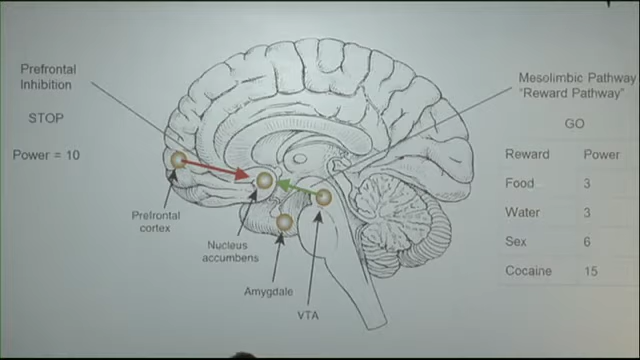 Prefrontal
Inhibition
STOP
Power = 10
Mesolimbic Pathway
"Reward Pathway"
GO
Reward Power
Food 3
Water 3
Sex 6
Cocaine 15
Prefrontal
cortex
Nucleus
accumbens
Amygdale
VTA